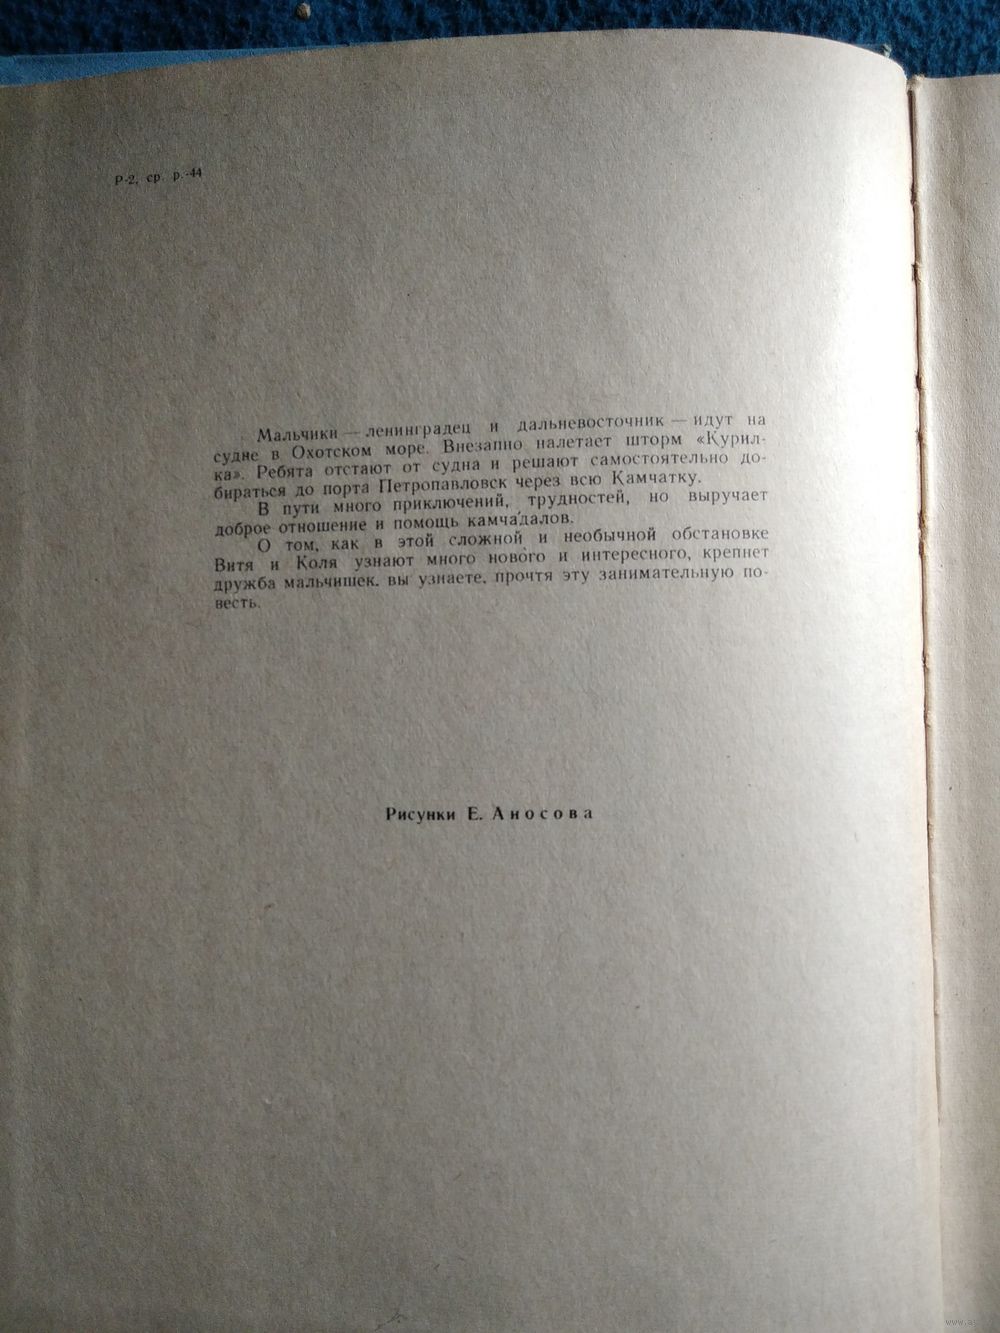 Р-2, ср. р.-44
Мальчики — ленинградец и дальневосточник — идут на
судне в Охотском море. Внезапно налетает шторм «Курил-
ка». Ребята отстают от судна и решают самостоятельно до-
бираться до порта Петропавловск через всю Камчатку.
В пути много приключений, трудностей, но выручает
доброе отношение и помощь камчадалов.
О том, как в этой сложной и необычной обстановке
Витя и Коля узнают много нового и интересного, крепнет
дружба мальчишек. вы узнаете. прочтя эту занимательную по-
весть.
Рисунки Е. Аносова